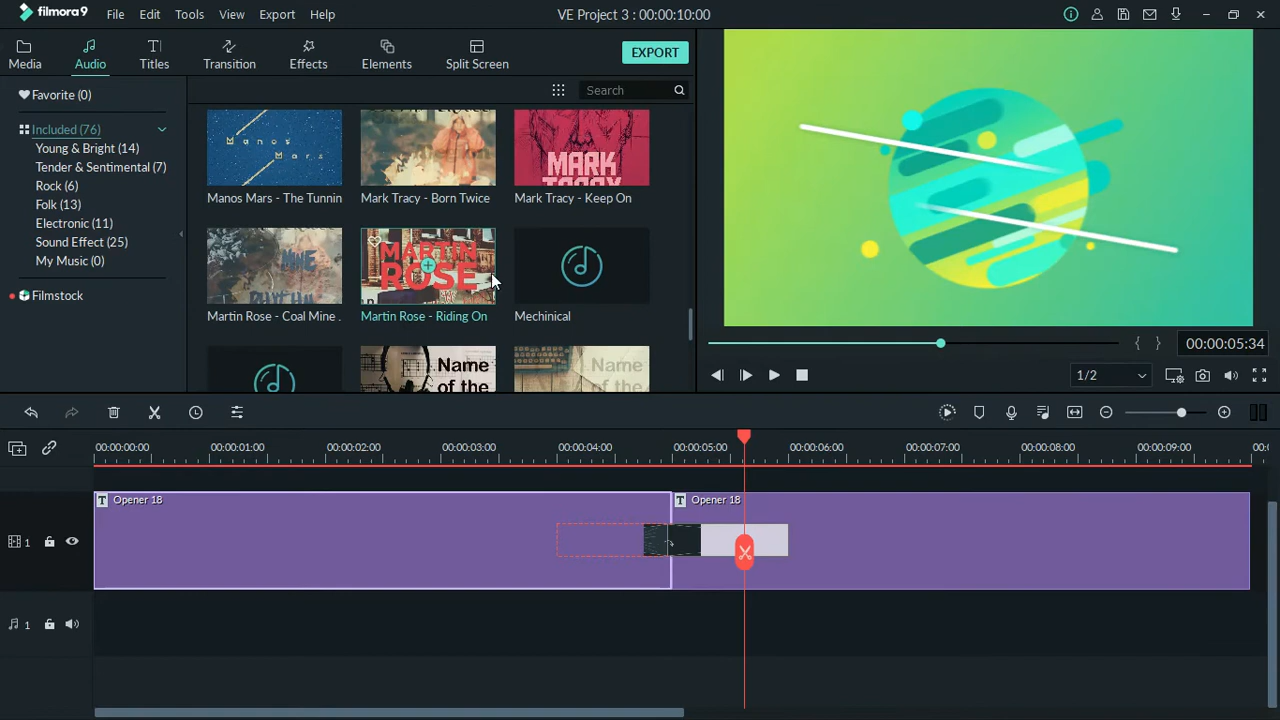 filmora9 File Edit Tools View Export Help VE Project 3 : 00:00:10:00
Media Audio Titles Transition Effects Elements Split Screen EXPORT
Favorite (0)
Search
Included (76)
Young & Bright (14)
Tender & Sentimental (7)
Rock (6)
Folk (13)
Electronic (11)
Sound Effect (25)
My Music (0)
Filmstock
Manos
Mars
MARK
TRACY
Manos Mars - The Tunnin Mark Tracy - Born Twice Mark Tracy - Keep On
MINE
RHYTHM
MARTIN
ROSE
Martin Rose - Coal Mine . Martin Rose - Riding On Mechinical
Name
of the
Name
of the
{ } 00:00:05:34
1/2
00:00:00:00 00:00:01:00 00:00:02:00 00:00:03:00 00:00:04:00 00:00:05:00 00:00:06:00 00:00:07:00 00:00:08:00 00:00:09:00 00:0
T Opener 18 T Opener 18
1
1